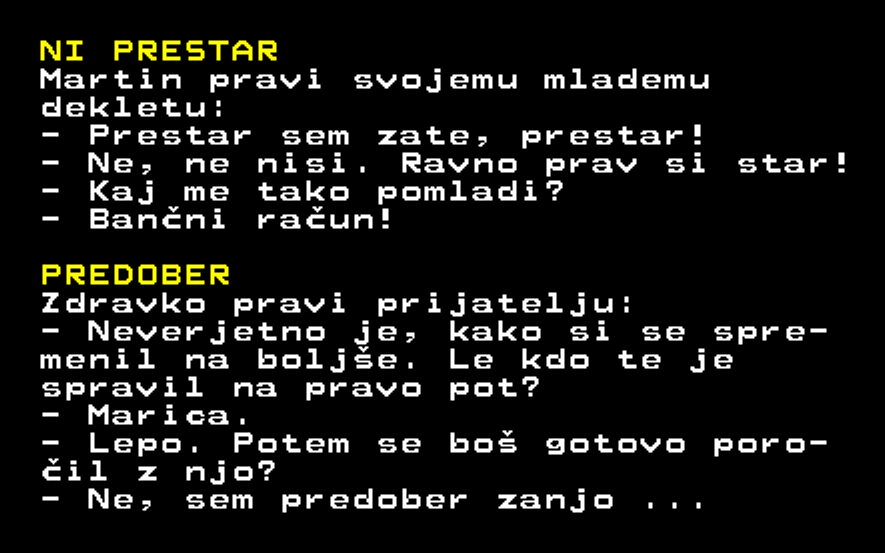 NI PRESTAR
Martin pravi svojemu mlademu
dekletu:
- Prestar sem zate, prestar!
- Ne, ne nisi. Ravno prav si star!
- Kaj me tako pomladi?
- Bančni račun!
PREDOBER
Zdravko pravi prijatelju:
- Neverjetno je, kako si se spre-
menil na boljše. Le kdo te je
spravil na pravo pot?
- Marica.
- Lepo. Potem se boš gotovo poro-
čil z njo?
- Ne, sem predober zanjo ...